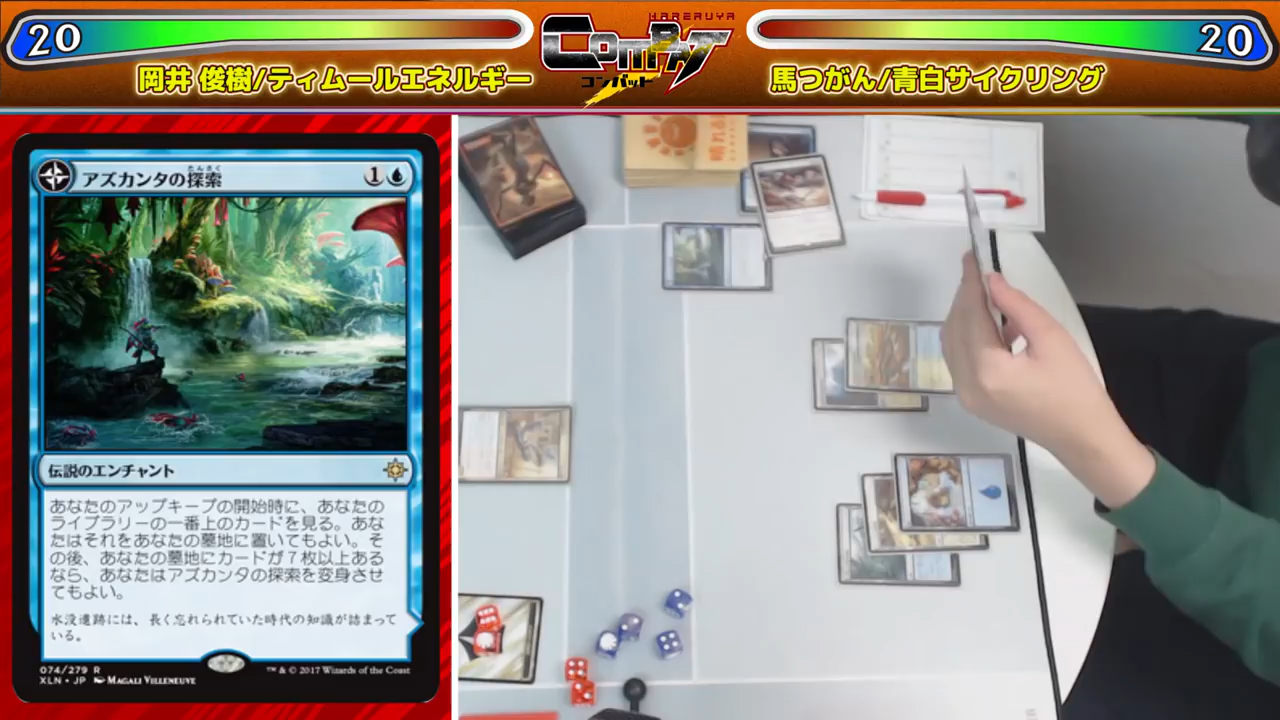 20
岡井 俊樹/ティムールエネルギー
HARERUYA
COMBAT
コンバット
20
馬つがん/青白サイクリング
アズカンタの探索
たんさく
1
伝説のエンチャント
あなたのアップキープの開始時に、あなたの
ライブラリーの一番上のカードを見る。あな
たはそれをあなたの墓地に置いてもよい。そ
の後、あなたの墓地にカードが7枚以上ある
なら、あなたはアズカンタの探索を変身させ
てもよい。
水没遺跡には、長く忘れられていた時代の知識が詰まって
いる。
074/279 R
XLN • JP MAGALI VILLENEUVE
™ & © 2017 Wizards of the Coast
晴れる